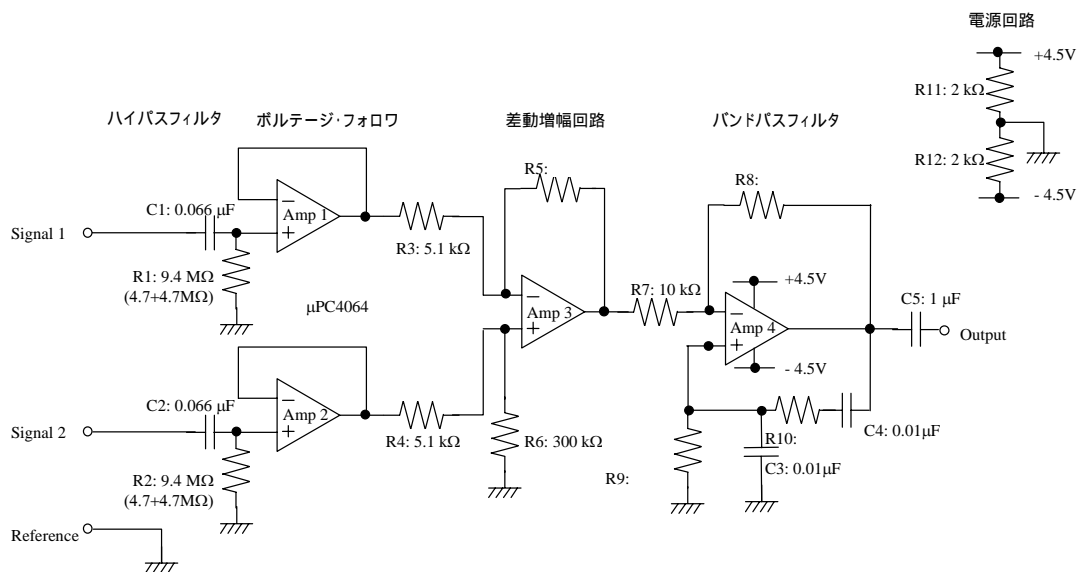 電源回路
+4.5V
R11: 2 kΩ
R12: 2 kΩ
- 4.5V
ハイパスフィルタ
ボルテージ・フォロワ
差動増幅回路
バンドパスフィルタ
C1: 0.066 μF
Amp 1
Signal 1
R1: 9.4 MΩ
(4.7+4.7MΩ)
R3: 5.1 kΩ
μPC4064
R5:
Amp 3
R7: 10 kΩ
R8:
+4.5V
Amp 4
- 4.5V
C5: 1 μF
Output
C2: 0.066 μF
Amp 2
Signal 2
R2: 9.4 MΩ
(4.7+4.7MΩ)
R4: 5.1 kΩ
R6: 300 kΩ
R9:
R10:
C3: 0.01μF
C4: 0.01μF
Reference